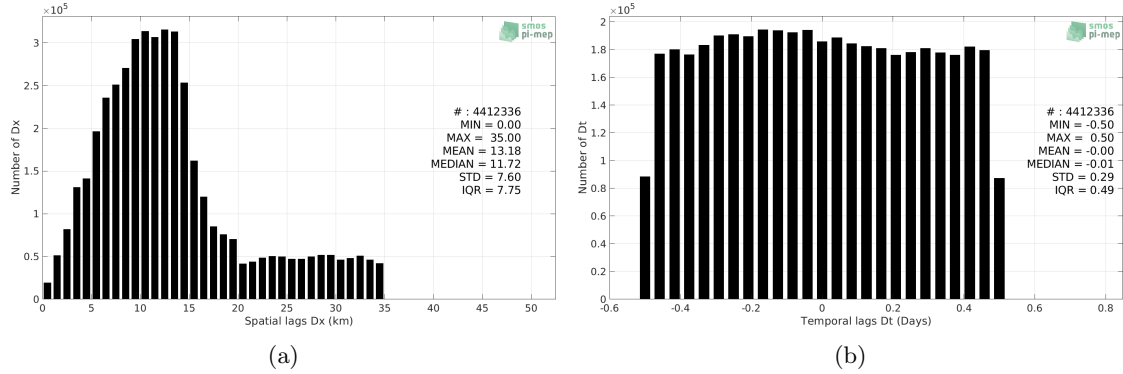 ×10⁵
3
2.5
2
1.5
1
0.5
0
Number of Dx
0 5 10 15 20 25 30 35 40 45 50
Spatial lags Dx (km)
smos
pi-mep
# : 4412336
MIN = 0.00
MAX = 35.00
MEAN = 13.18
MEDIAN = 11.72
STD = 7.60
IQR = 7.75
(a)
×10⁵
2
1.8
1.6
1.4
1.2
1
0.8
0.6
0.4
0.2
0
Number of Dt
-0.6 -0.4 -0.2 0 0.2 0.4 0.6 0.8
Temporal lags Dt (Days)
smos
pi-mep
# : 4412336
MIN = -0.50
MAX = 0.50
MEAN = -0.00
MEDIAN = -0.01
STD = 0.29
IQR = 0.49
(b)